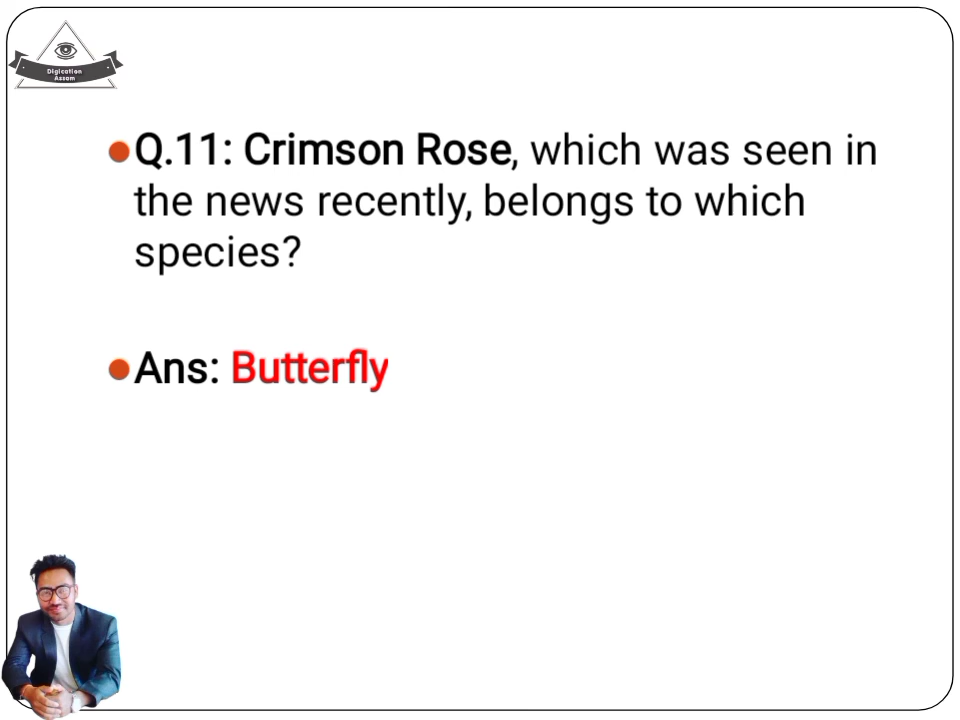 Digication
Assam
Q.11: Crimson Rose, which was seen in
the news recently, belongs to which
species?
Ans: Butterfly